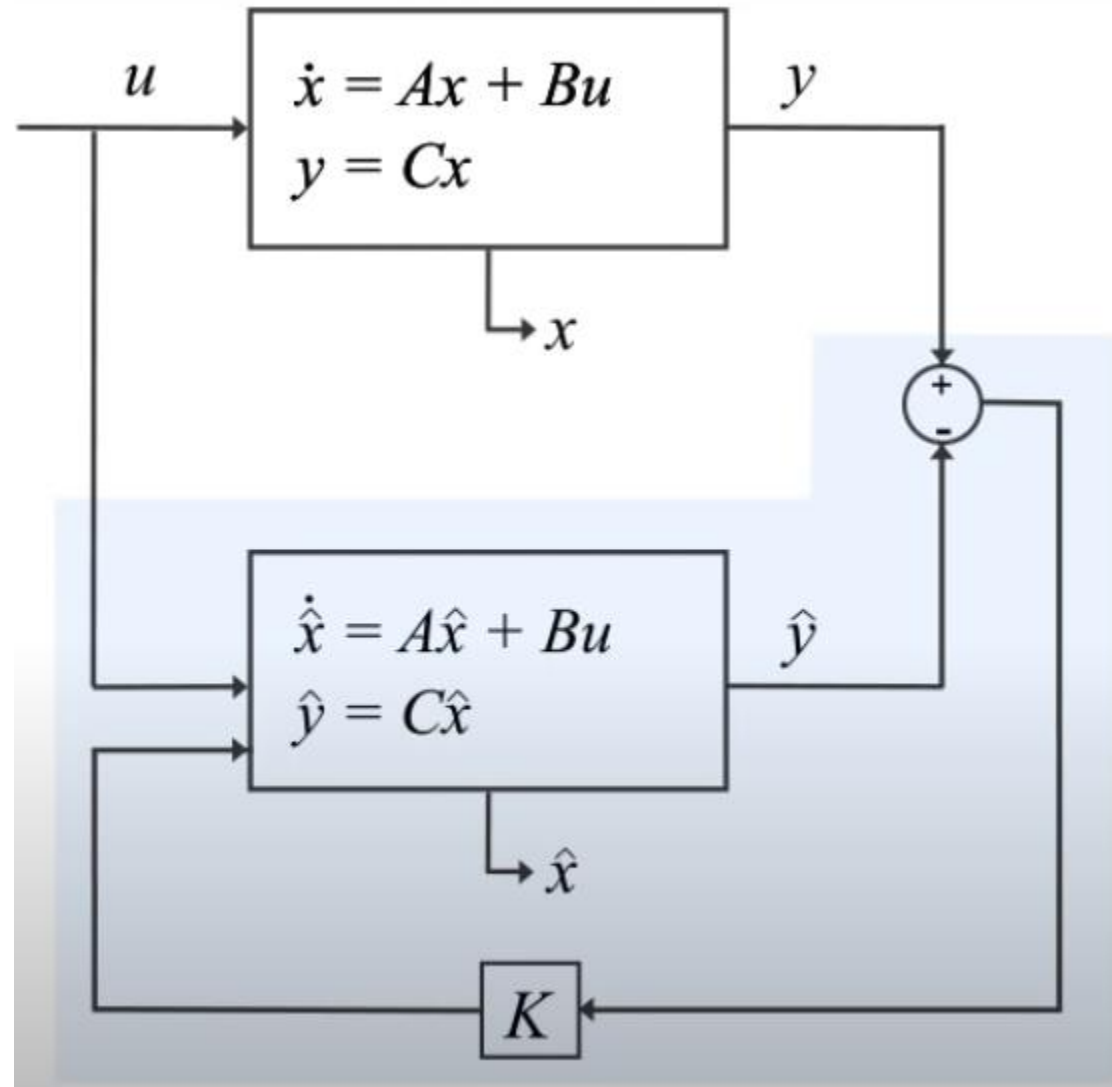 u
ẋ = Ax + Bu
y = Cx
y
x
+
-
x̂̇ = Ax̂ + Bu
ŷ = Cx̂
ŷ
x̂
K